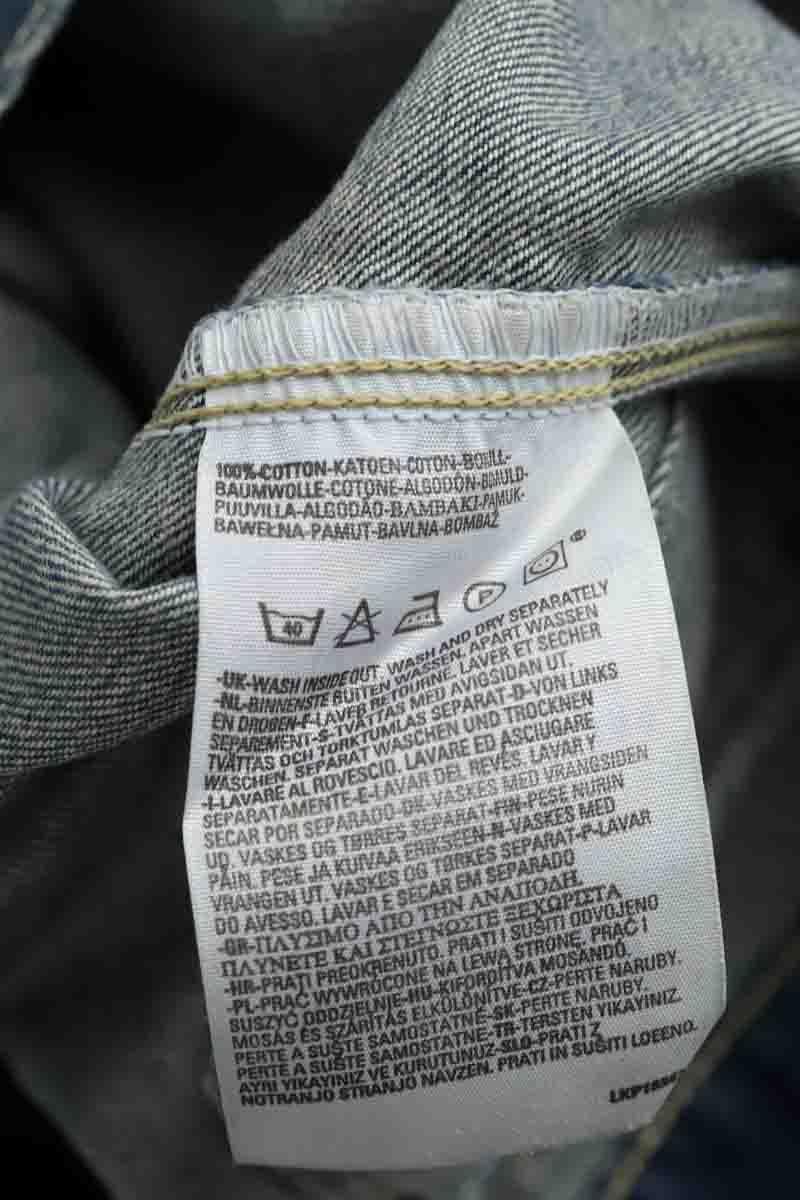 100%-COTTON-KATOEN-COTON-BOMULL-
BAUMWOLLE-COTONE-ALGODÓN-BOMULD-
PUUVILLA-ALGODÃO-ΒΑΜΒΑΚΙ-PAMUK-
BAWEŁNA-PAMUT-BAVLNA-BOMBAŽ
40
P
®
-UK-WASH INSIDE OUT. WASH AND DRY SEPARATELY
-NL-BINNENSTE BUITEN WASSEN. APART WASSEN
EN DROGEN-F-LAVER RETOURNE. LAVER ET SECHER
SEPAREMENT-S-TVÄTTAS MED AVIGSIDAN UT.
TVÄTTAS OCH TORKTUMLAS SEPARAT-D-VON LINKS
WASCHEN. SEPARAT WASCHEN UND TROCKNEN
-I-LAVARE AL ROVESCIO. LAVARE ED ASCIUGARE
SEPARATAMENTE-E-LAVAR DEL REVÉS. LAVAR Y
SECAR POR SEPARADO-DK-VASKES MED VRANGSIDEN
UD. VASKES OG TØRRES SEPARAT-FIN-PESE NURIN
PÄIN. PESE JA KUIVAA ERIKSEEN-N-VASKES MED
VRANGEN UT. VASKES OG TØRKES SEPARAT-P-LAVAR
DO AVESSO. LAVAR E SECAR EM SEPARADO
-GR-ΠΛΥΣΙΜΟ ΑΠΟ ΤΗΝ ΑΝΑΠΟΔΗ.
ΠΛΥΝΕΤΕ ΚΑΙ ΣΤΕΓΝΩΣΤΕ ΞΕΧΩΡΙΣΤΑ
-HR-PRATI PREOKRENUTO. PRATI I SUŠITI ODVOJENO
-PL-PRAĆ WYWRÓCONE NA LEWĄ STRONĘ. PRAĆ I
SUSZYĆ ODDZIELNIE-HU-KIFORDÍTVA MOSANDÓ.
MOSÁS ÉS SZÁRÍTÁS ELKÜLÖNÍTVE-CZ-PERTE NARUBY.
PERTE A SUŠTE SAMOSTATNĚ-SK-PERTE NARUBY.
PERTE A SUŠTE SAMOSTATNE-TR-TERSTEN YIKAYINIZ.
AYRI YIKAYINIZ VE KURUTUNUZ-SLO-PRATI Z
NOTRANJO STRANJO NAVZEN. PRATI IN SUŠITI LOEENO.